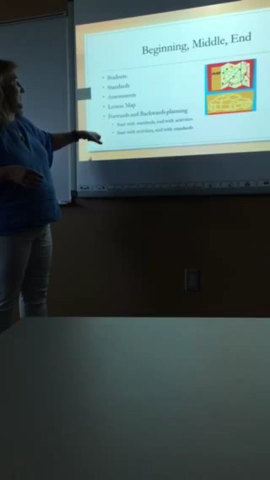 Beginning, Middle, End
Students
Standards
Assessments
Lesson Map
Forwards and Backwards planning
Start with standards, end with activities
Start with activities, end with standards